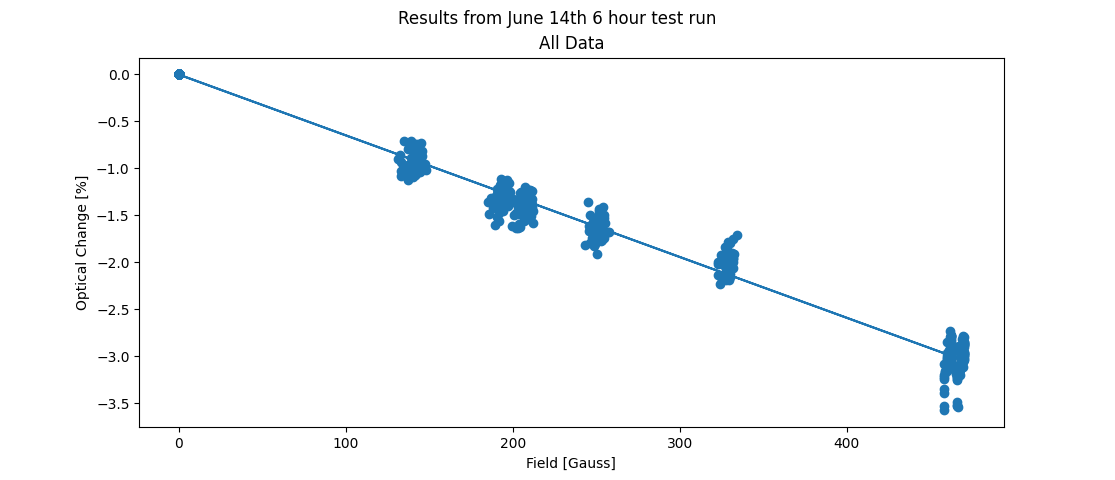 Results from June 14th 6 hour test run
All Data
0.0
−0.5
−1.0
−1.5
−2.0
−2.5
−3.0
−3.5
Optical Change [%]
0 100 200 300 400
Field [Gauss]